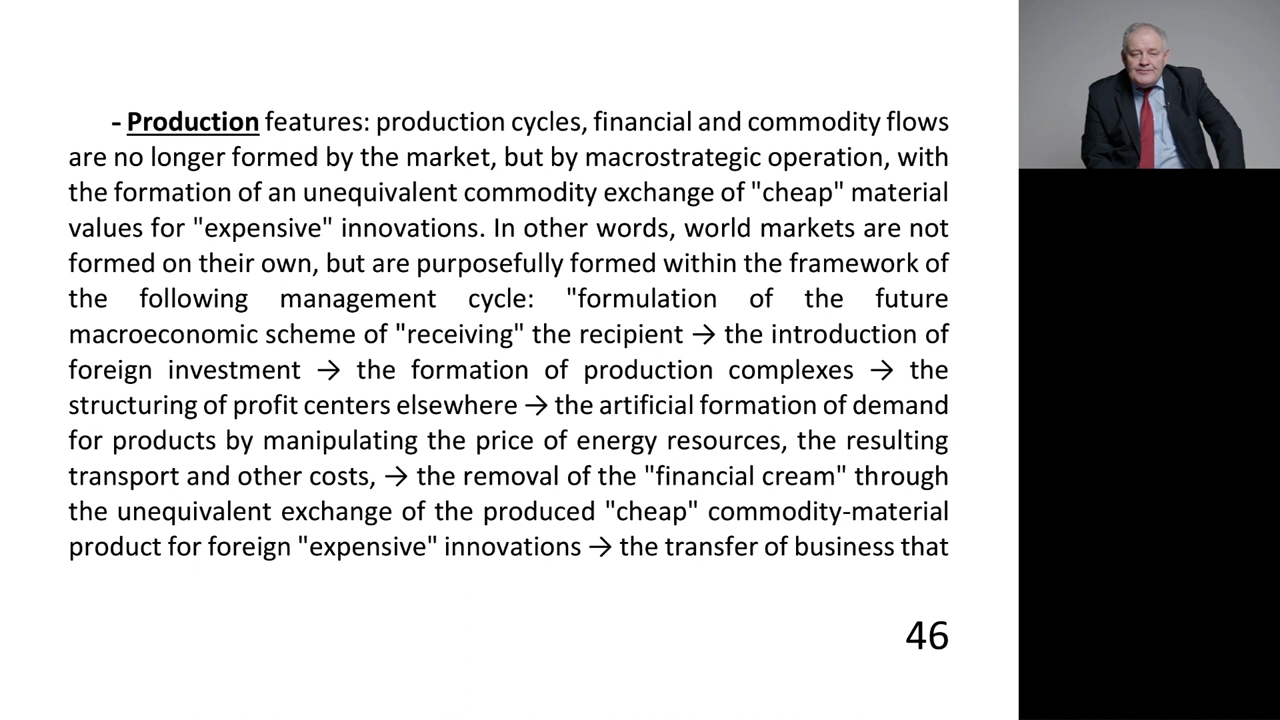 - Production features: production cycles, financial and commodity flows
are no longer formed by the market, but by macrostrategic operation, with
the formation of an unequivalent commodity exchange of "cheap" material
values for "expensive" innovations. In other words, world markets are not
formed on their own, but are purposefully formed within the framework of
the following management cycle: "formulation of the future
macroeconomic scheme of "receiving" the recipient → the introduction of
foreign investment → the formation of production complexes → the
structuring of profit centers elsewhere → the artificial formation of demand
for products by manipulating the price of energy resources, the resulting
transport and other costs, → the removal of the "financial cream" through
the unequivalent exchange of the produced "cheap" commodity-material
product for foreign "expensive" innovations → the transfer of business that
46